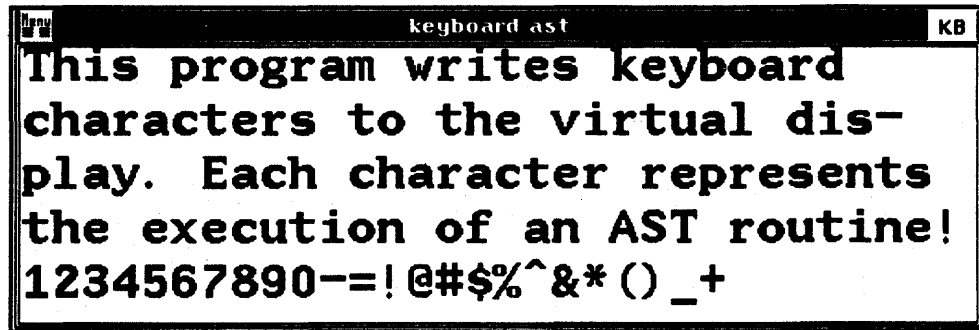 Menu
keyboard ast
KB
This program writes keyboard
characters to the virtual dis-
play. Each character represents
the execution of an AST routine!
1234567890-=!@#$%^&*()_+